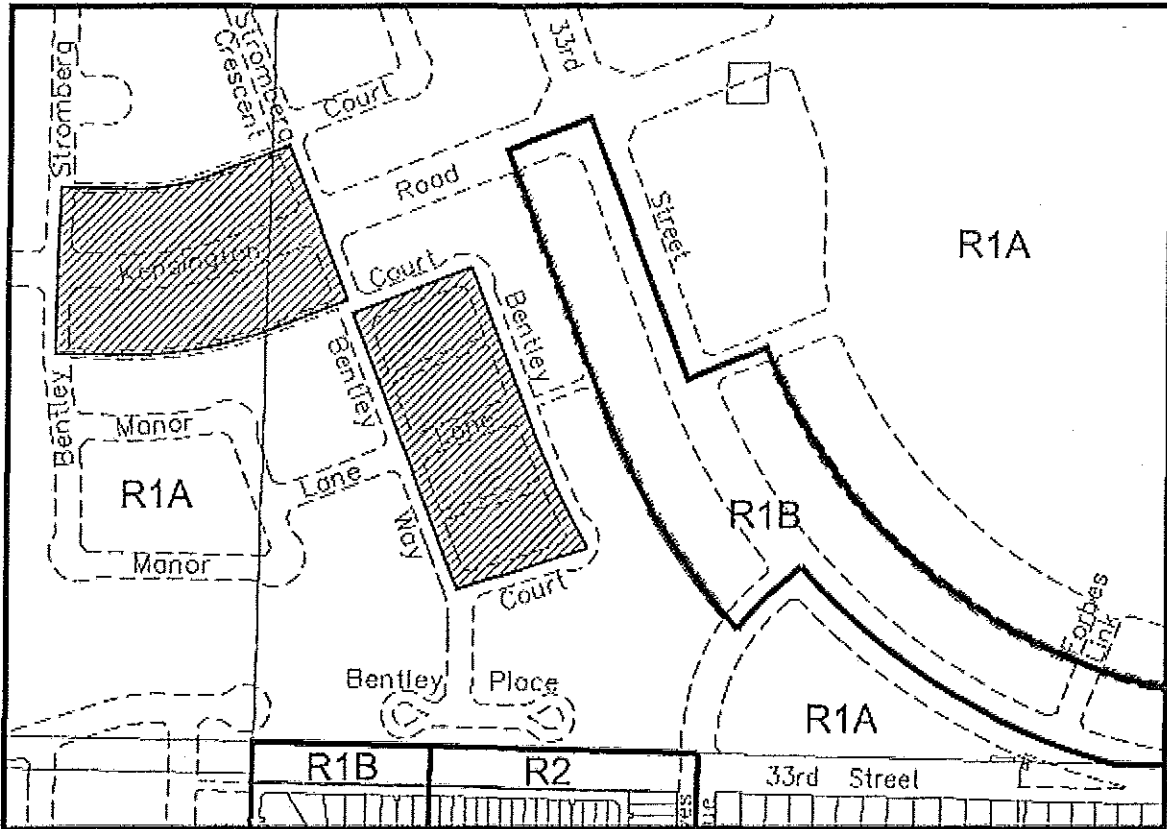 Stromberg
Stromberg
Crescent
Court
33rd
Road
Street
R1A
Kensington
Court
Bentley
Bentley
Bentley
Manor
Lane
R1A
Lane
Way
Manor
Court
R1B
Forbes
Link
Bentley Place
R1A
R1B
R2
33rd Street